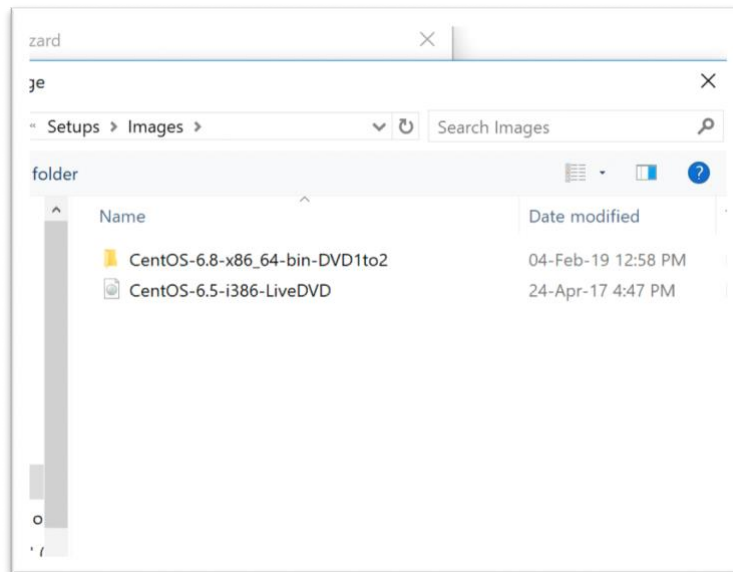 zard
ge
« Setups > Images >
Search Images
folder
Name
Date modified
CentOS-6.8-x86_64-bin-DVD1to2
04-Feb-19 12:58 PM
CentOS-6.5-i386-LiveDVD
24-Apr-17 4:47 PM
o
' (